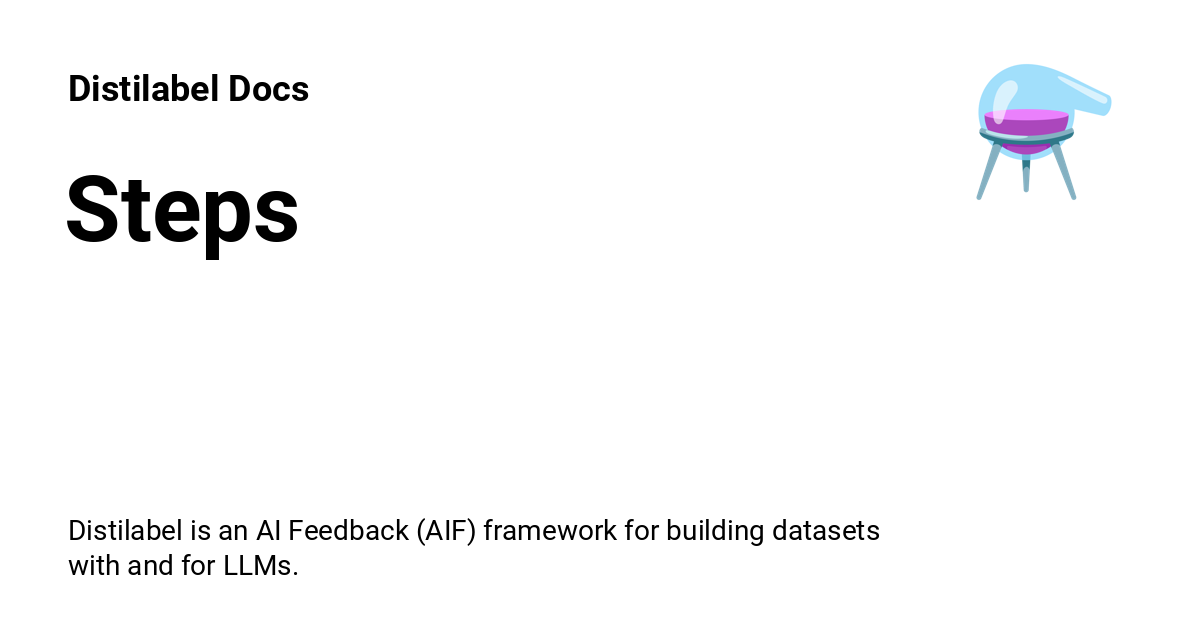 Distilabel Docs
Steps
Distilabel is an AI Feedback (AIF) framework for building datasets
with and for LLMs.